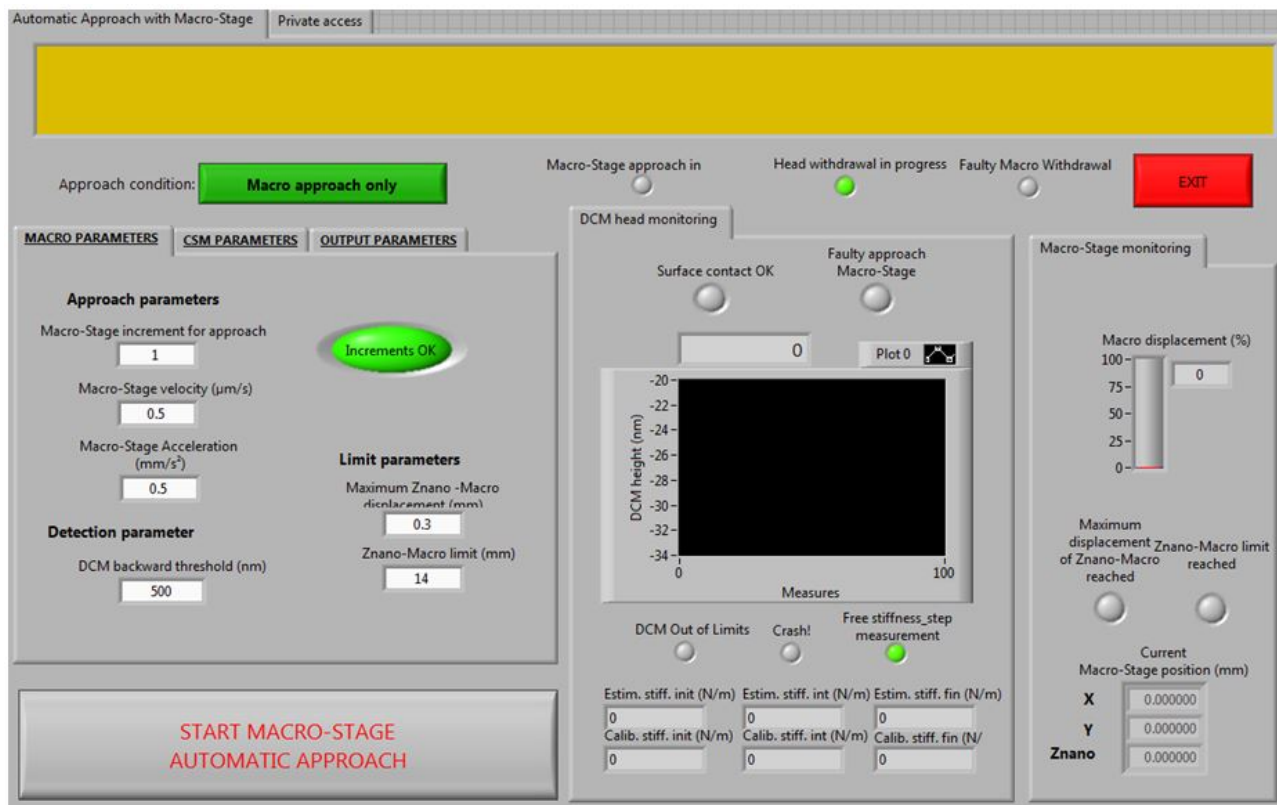 Automatic Approach with Macro-Stage
Private access
Approach condition:
Macro approach only
Macro-Stage approach in
Head withdrawal in progress
Faulty Macro Withdrawal
EXIT
MACRO PARAMETERS
CSM PARAMETERS
OUTPUT PARAMETERS
Approach parameters
Macro-Stage increment for approach
1
Increments OK
Macro-Stage velocity (µm/s)
0.5
Macro-Stage Acceleration
(mm/s²)
0.5
Limit parameters
Maximum Znano -Macro
displacement (mm)
0.3
Znano-Macro limit (mm)
14
Detection parameter
DCM backward threshold (nm)
500
START MACRO-STAGE
AUTOMATIC APPROACH
DCM head monitoring
Surface contact OK
Faulty approach
Macro-Stage
0
Plot 0
DCM height (nm)
-20
-22
-24
-26
-28
-30
-32
-34
0
100
Measures
DCM Out of Limits
Crash!
Free stiffness_step
measurement
Estim. stiff. init (N/m)
Estim. stiff. int (N/m)
Estim. stiff. fin (N/m)
0
0
0
Calib. stiff. init (N/m)
Calib. stiff. int (N/m)
Calib. stiff. fin (N/
0
0
0
Macro-Stage monitoring
Macro displacement (%)
100
75
50
25
0
0
Maximum
displacement
of Znano-Macro
reached
Znano-Macro limit
reached
Current
Macro-Stage position (mm)
X
0.000000
Y
0.000000
Znano
0.000000